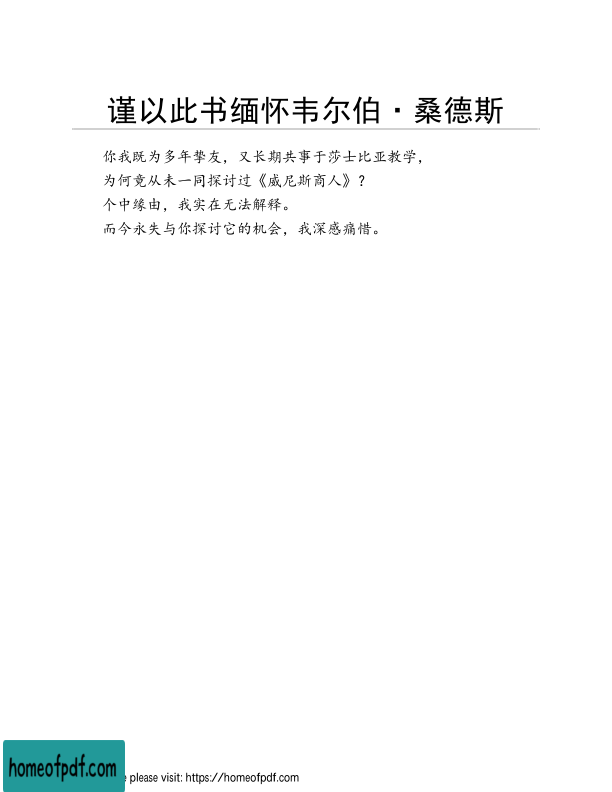 谨以此书缅怀韦尔伯·桑德斯
你我既为多年挚友，又长期共事于莎士比亚教学，
为何竟从未一同探讨过《威尼斯商人》？
个中缘由，我实在无法解释。
而今永失与你探讨它的机会，我深感痛惜。
homeofpdf.com
please visit: https://homeofpdf.com